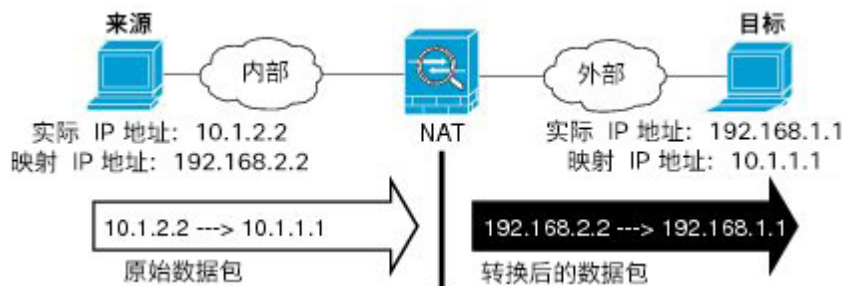 来源
目标
内部
外部
NAT
实际 IP 地址：10.1.2.2
映射 IP 地址：192.168.2.2
实际 IP 地址：192.168.1.1
映射 IP 地址：10.1.1.1
10.1.2.2 ---> 10.1.1.1
192.168.2.2 ---> 192.168.1.1
原始数据包
转换后的数据包